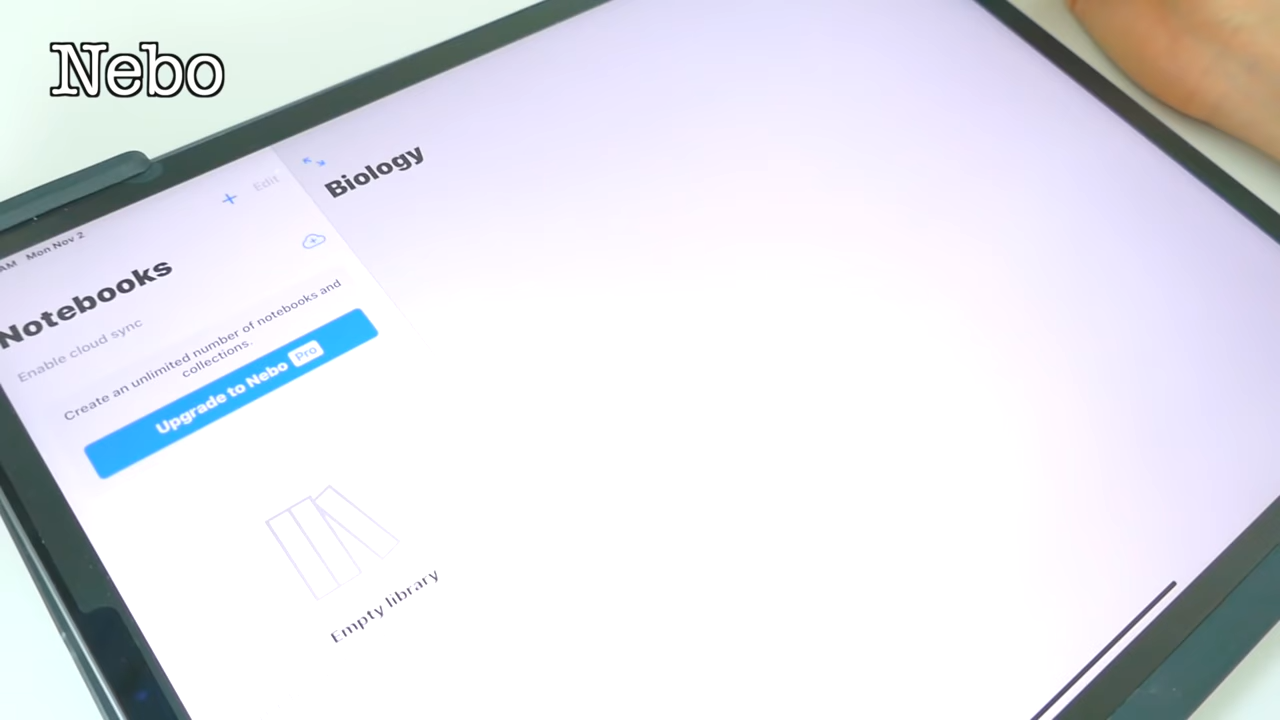 Nebo
AM Mon Nov 2
Edit
Notebooks
Enable cloud sync
Create an unlimited number of notebooks and
collections.
Upgrade to Nebo Pro
Empty library
Biology